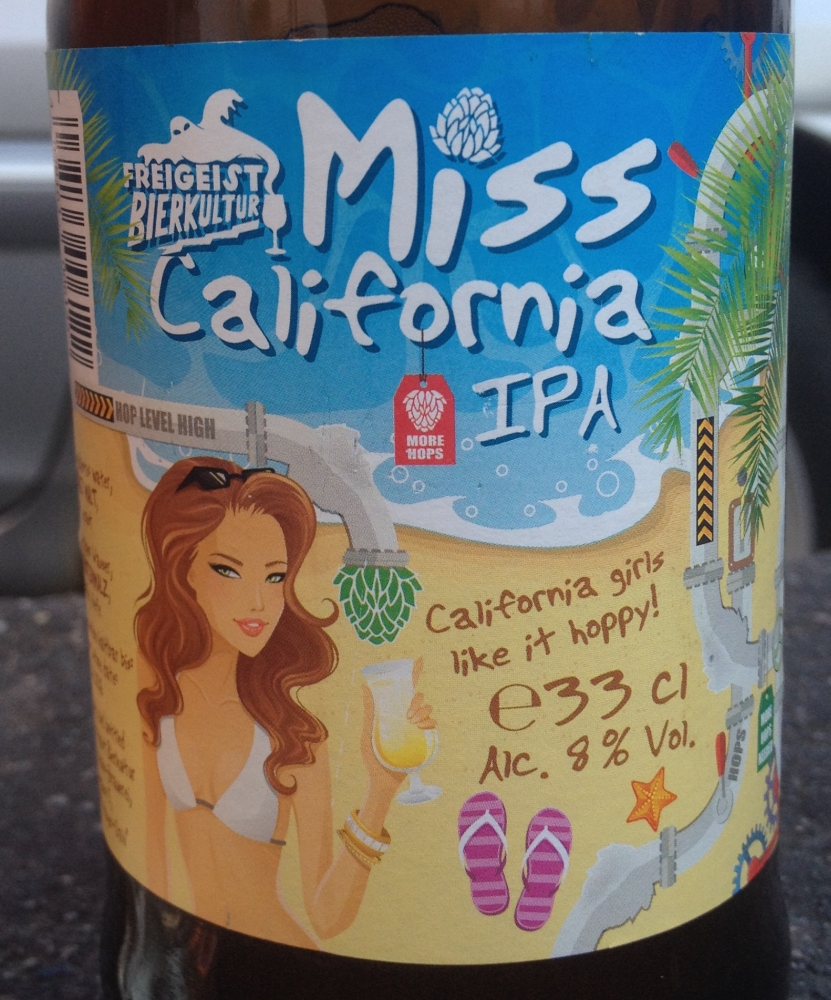 FREIGEIST
BIERKULTUR
Miss
California
IPA
MORE
HOPS
HOP LEVEL HIGH
California girls
like it hoppy!
℮33 cl
Alc. 8% Vol.
HOPS